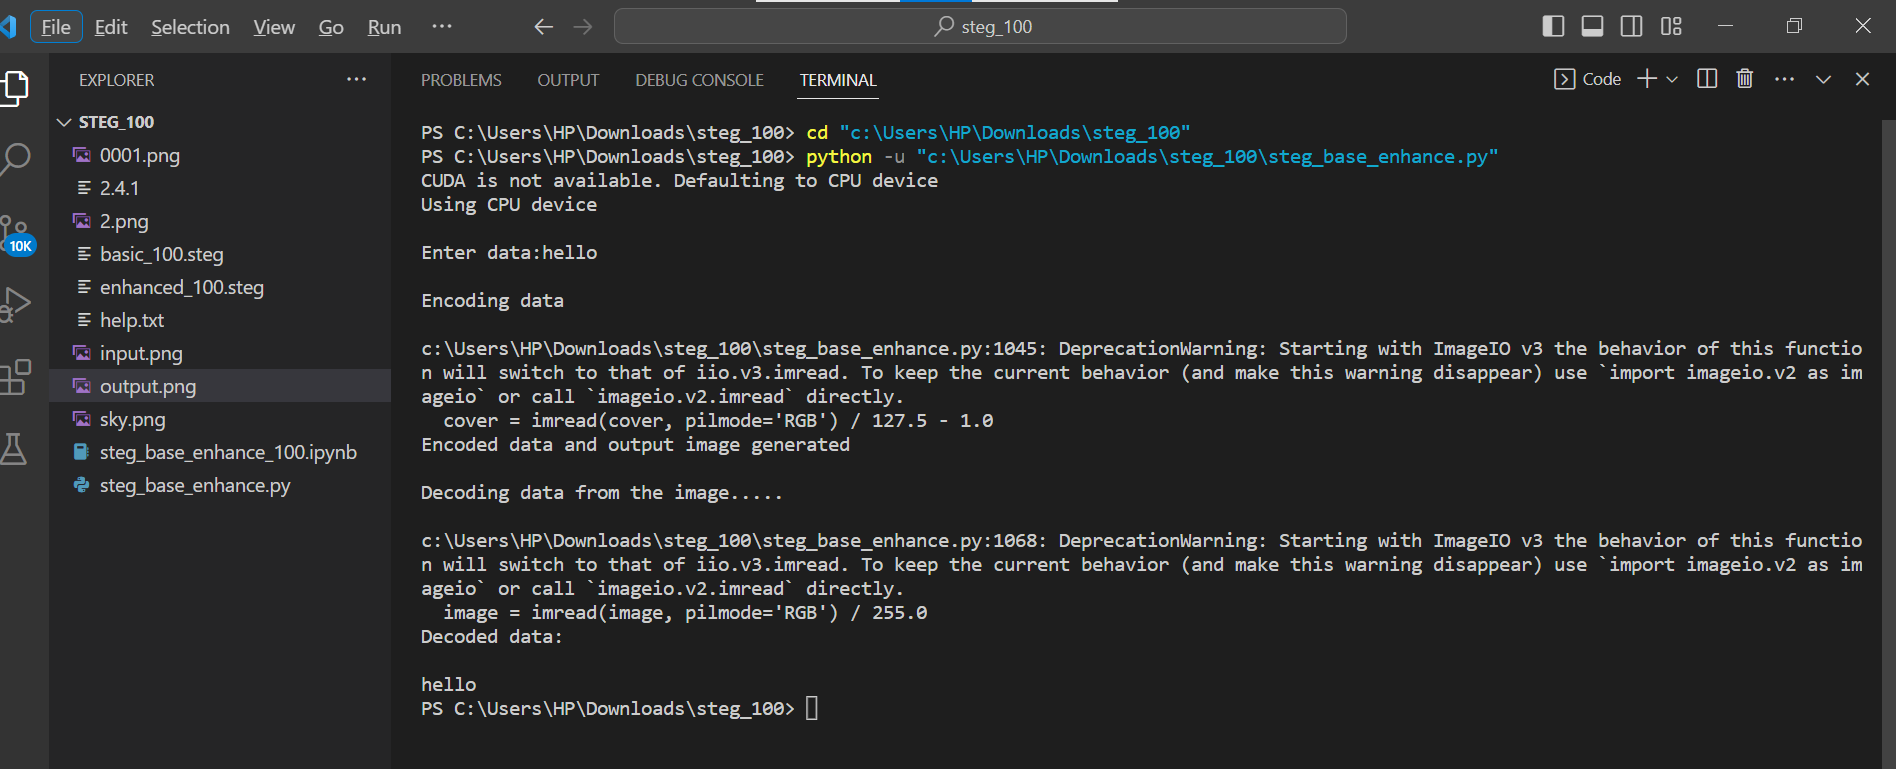 File Edit Selection View Go Run ··· steg_100
EXPLORER ···
STEG_100
0001.png
2.4.1
2.png
10K
basic_100.steg
enhanced_100.steg
help.txt
input.png
output.png
sky.png
steg_base_enhance_100.ipynb
steg_base_enhance.py
PROBLEMS OUTPUT DEBUG CONSOLE TERMINAL Code
PS C:\Users\HP\Downloads\steg_100> cd "c:\Users\HP\Downloads\steg_100"
PS C:\Users\HP\Downloads\steg_100> python -u "c:\Users\HP\Downloads\steg_100\steg_base_enhance.py"
CUDA is not available. Defaulting to CPU device
Using CPU device
Enter data:hello
Encoding data
c:\Users\HP\Downloads\steg_100\steg_base_enhance.py:1045: DeprecationWarning: Starting with ImageIO v3 the behavior of this functio
n will switch to that of iio.v3.imread. To keep the current behavior (and make this warning disappear) use `import imageio.v2 as im
ageio` or call `imageio.v2.imread` directly.
cover = imread(cover, pilmode='RGB') / 127.5 - 1.0
Encoded data and output image generated
Decoding data from the image.....
c:\Users\HP\Downloads\steg_100\steg_base_enhance.py:1068: DeprecationWarning: Starting with ImageIO v3 the behavior of this functio
n will switch to that of iio.v3.imread. To keep the current behavior (and make this warning disappear) use `import imageio.v2 as im
ageio` or call `imageio.v2.imread` directly.
image = imread(image, pilmode='RGB') / 255.0
Decoded data:
hello
PS C:\Users\HP\Downloads\steg_100>